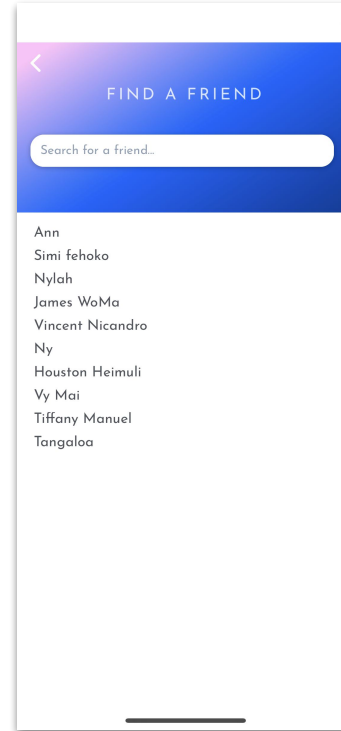 FIND A FRIEND
Search for a friend...
Ann
Simi fehoko
Nylah
James WoMa
Vincent Nicandro
Ny
Houston Heimuli
Vy Mai
Tiffany Manuel
Tangaloa